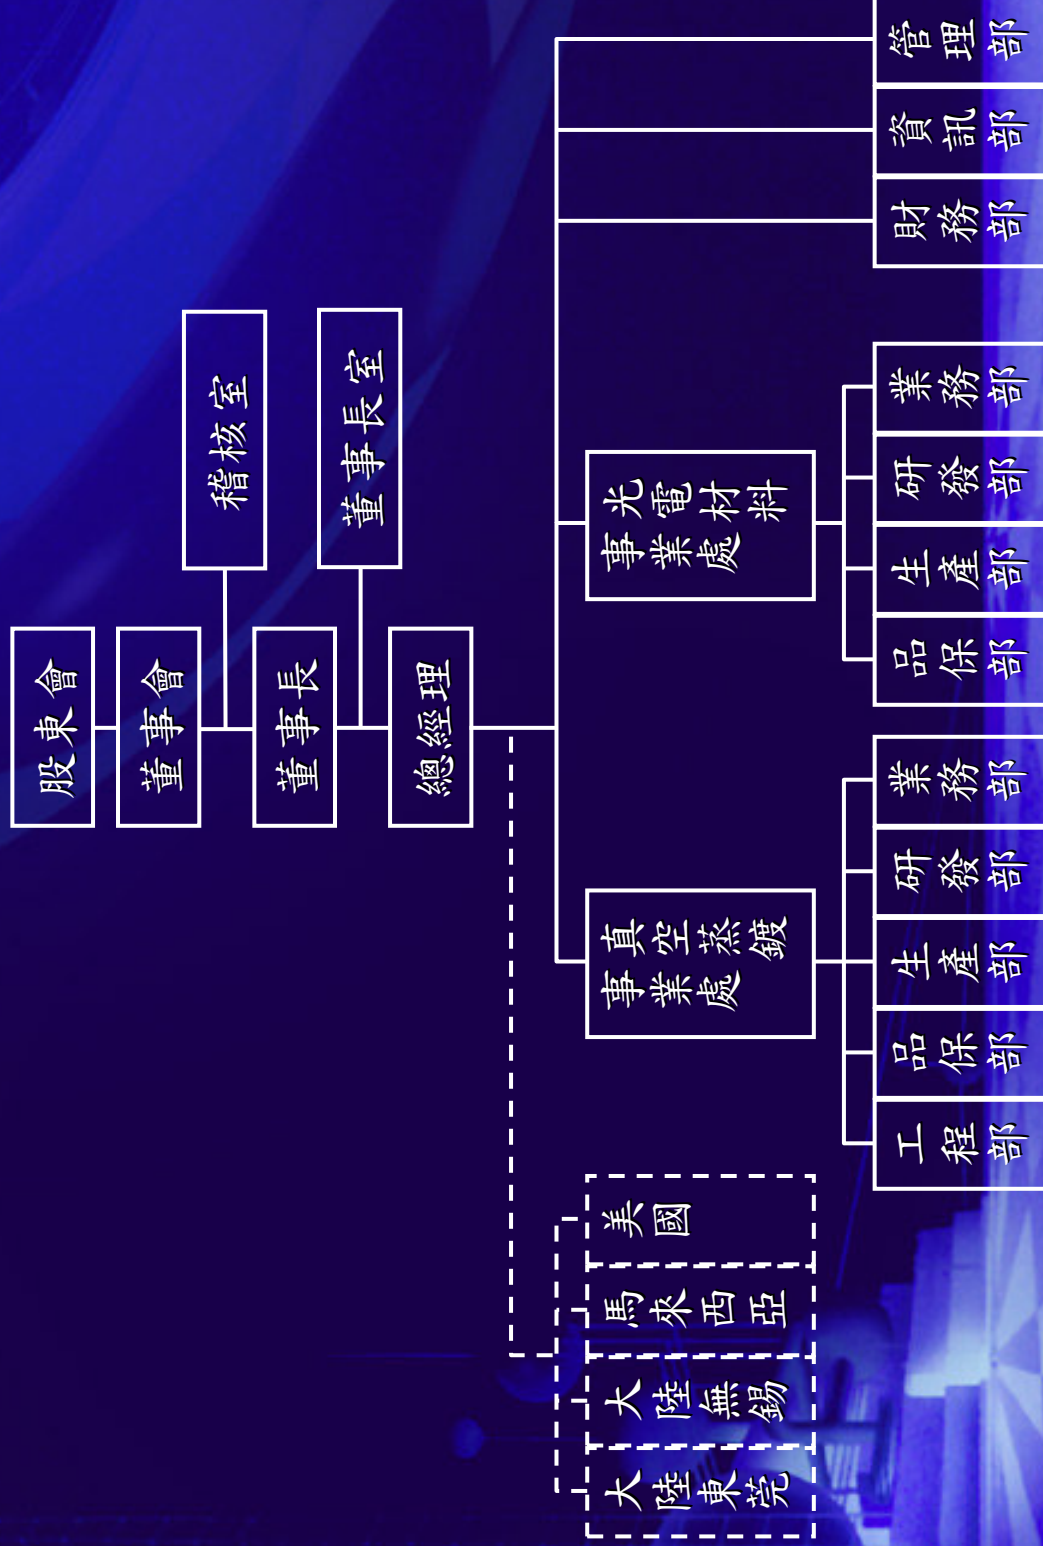 股東會
董事會
稽核室
董事長
董事長室
總經理
大陸東莞
大陸無錫
馬來西亞
美國
真空蒸鍍
事業處
光電材料
事業處
工程部
品保部
生產部
研發部
業務部
品保部
生產部
研發部
業務部
財務部
資訊部
管理部